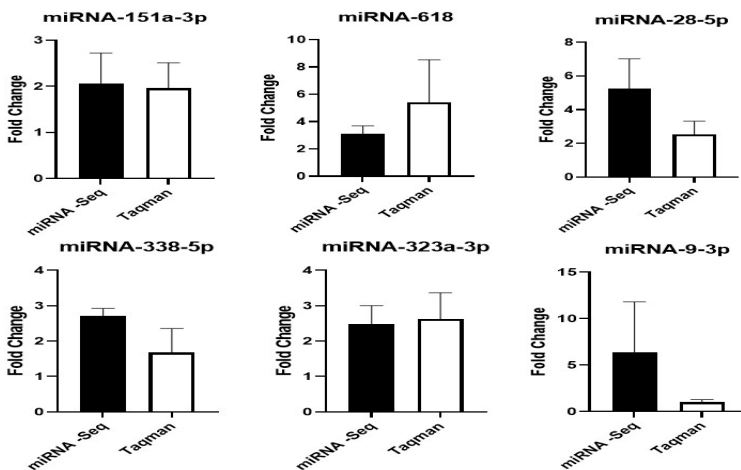 miRNA-151a-3p
Fold Change
3
2
1
0
miRNA -Seq
Taqman
miRNA-618
Fold Change
10
8
6
4
2
0
miRNA -Seq
Taqman
miRNA-28-5p
Fold Change
8
6
4
2
0
miRNA -Seq
Taqman
miRNA-338-5p
Fold Change
4
3
2
1
0
miRNA -Seq
Taqman
miRNA-323a-3p
Fold Change
4
3
2
1
0
miRNA -Seq
Taqman
miRNA-9-3p
Fold Change
15
10
5
0
miRNA -Seq
Taqman